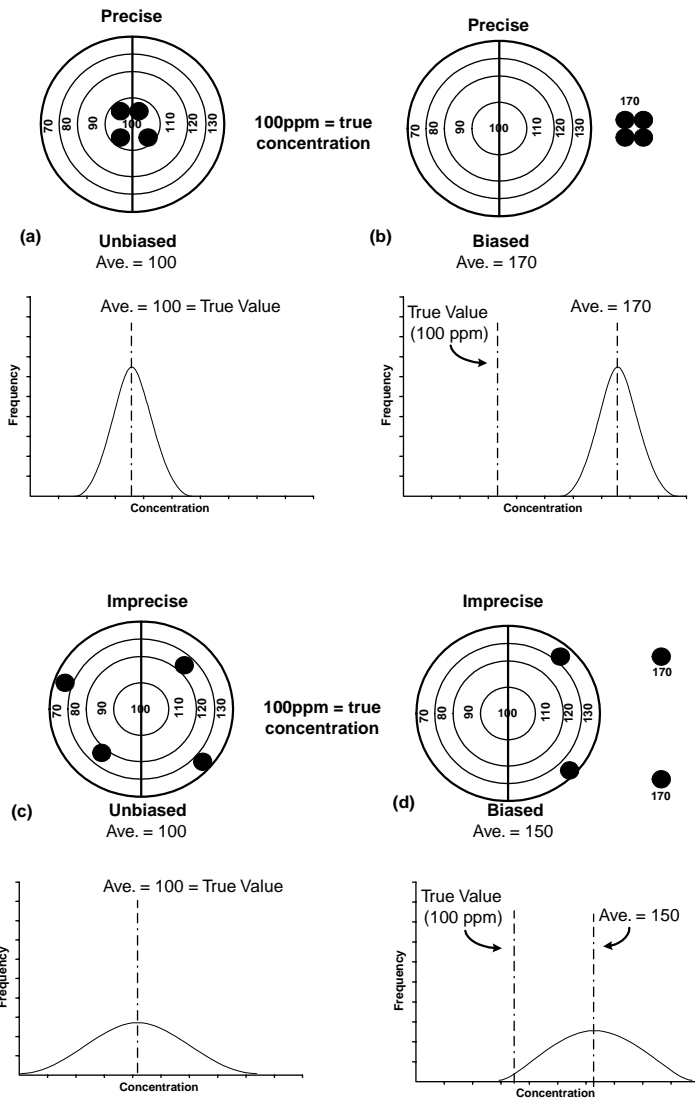 Precise
70 80 90 100 110 120 130
100ppm = true
concentration
Precise
70 80 90 100 110 120 130
170
(a)
Unbiased
Ave. = 100
(b)
Biased
Ave. = 170
Ave. = 100 = True Value
Frequency
Concentration
True Value
(100 ppm)
Ave. = 170
Frequency
Concentration
Imprecise
70 80 90 100 110 120 130
100ppm = true
concentration
Imprecise
70 80 90 100 110 120 130
170
170
(c)
Unbiased
Ave. = 100
(d)
Biased
Ave. = 150
Ave. = 100 = True Value
Frequency
Concentration
True Value
(100 ppm)
Ave. = 150
Frequency
Concentration